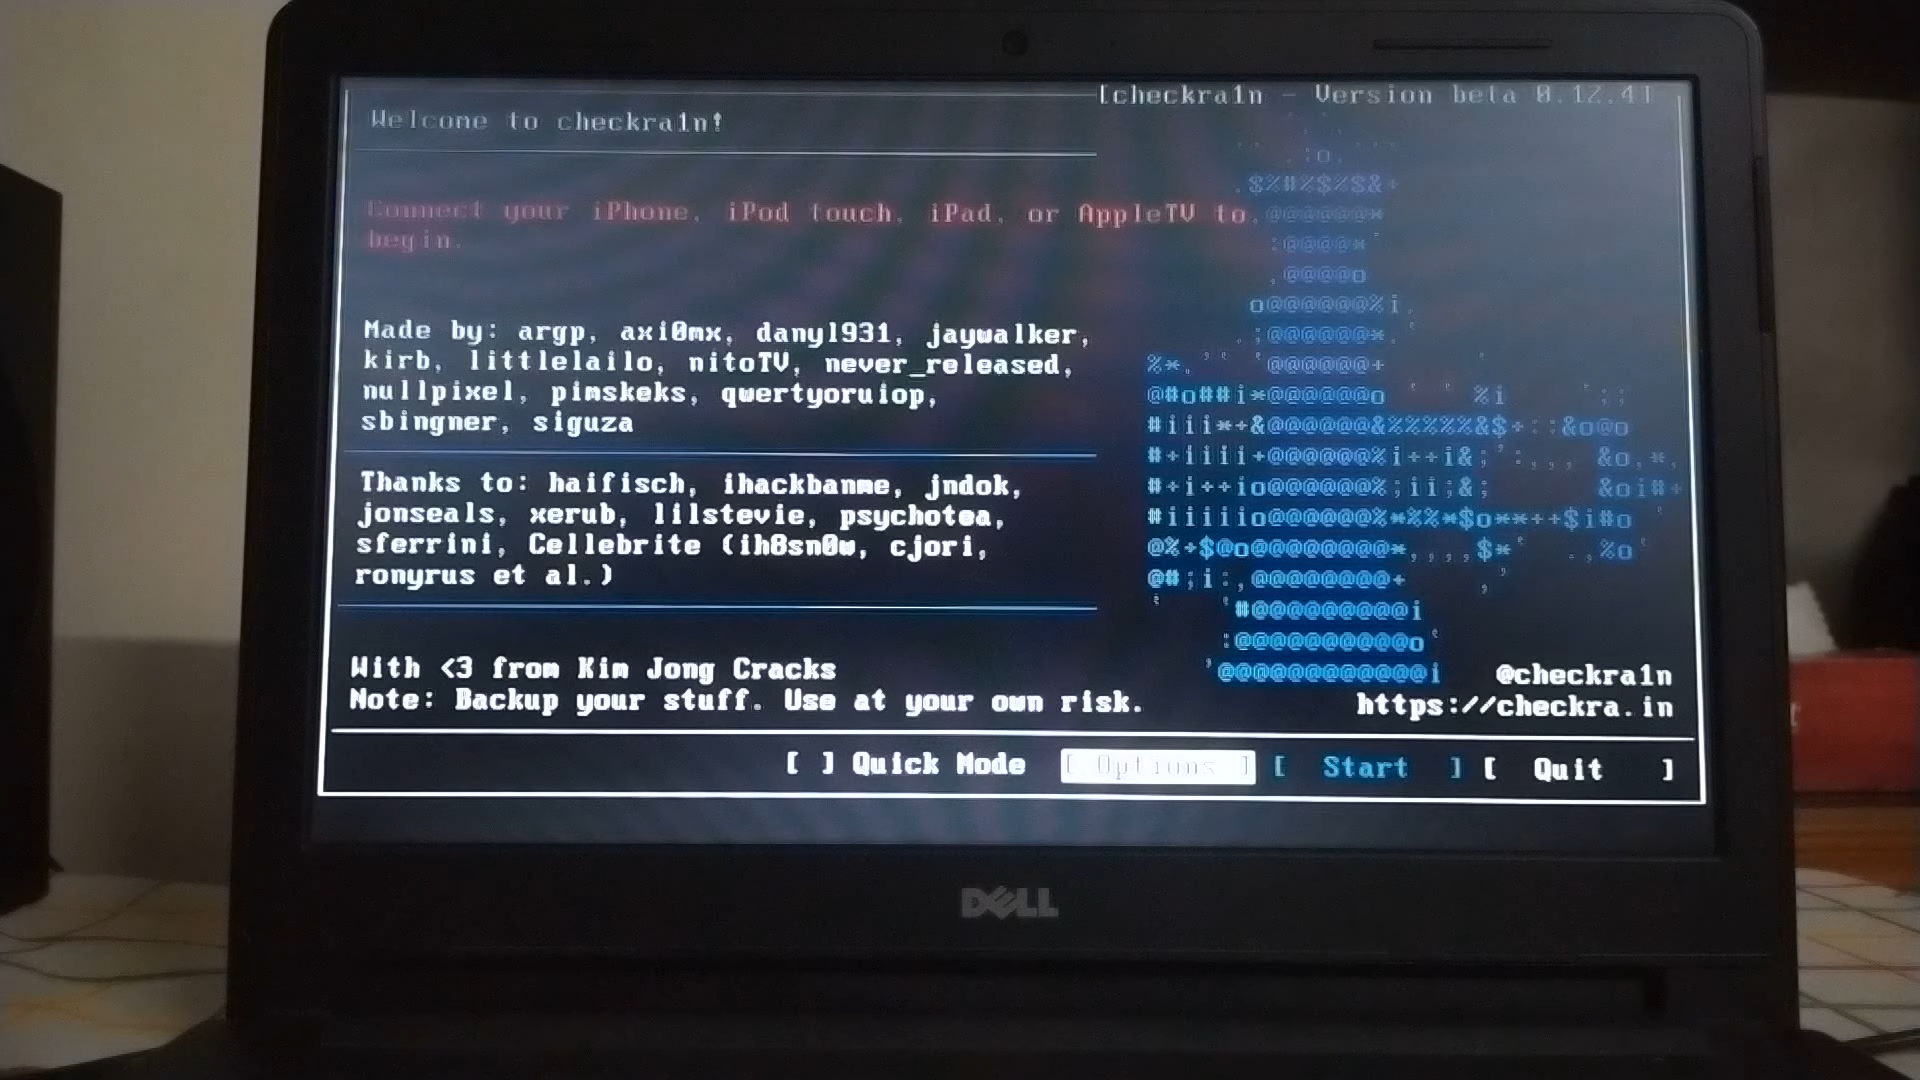 [checkra1n - Version beta 0.12.4]
Welcome to checkra1n!
Connect your iPhone, iPod touch, iPad, or AppleTV to
begin.
Made by: argp, axi0mx, danyl931, jaywalker,
kirb, littlelailo, nitoTV, never_released,
nullpixel, pimskeks, qwertyoruiop,
sbingner, siguza
Thanks to: haifisch, ihackbanme, jndok,
jonseals, xerub, lilstevie, psychotea,
sferrini, Cellebrite (ih8sn0w, cjori,
ronyrus et al.)
With <3 from Kim Jong Cracks
Note: Backup your stuff. Use at your own risk.
@checkra1n
https://checkra.in
[ ] Quick Mode [ Options ] [ Start ] [ Quit ]
DELL